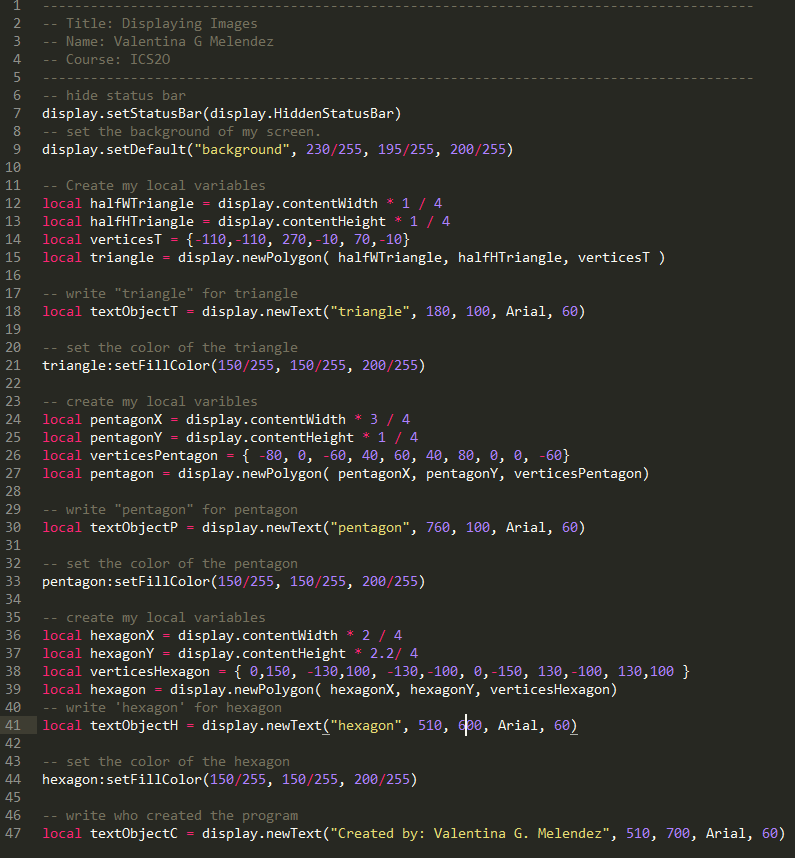 1 -----------------------------------------------------------------------------------------
2 -- Title: Displaying Images
3 -- Name: Valentina G Melendez
4 -- Course: ICS2O
5 -----------------------------------------------------------------------------------------
6 -- hide status bar
7 display.setStatusBar(display.HiddenStatusBar)
8 -- set the background of my screen.
9 display.setDefault("background", 230/255, 195/255, 200/255)
10
11 -- Create my local variables
12 local halfWTriangle = display.contentWidth * 1 / 4
13 local halfHTriangle = display.contentHeight * 1 / 4
14 local verticesT = {-110,-110, 270,-10, 70,-10}
15 local triangle = display.newPolygon( halfWTriangle, halfHTriangle, verticesT )
16
17 -- write "triangle" for triangle
18 local textObjectT = display.newText("triangle", 180, 100, Arial, 60)
19
20 -- set the color of the triangle
21 triangle:setFillColor(150/255, 150/255, 200/255)
22
23 -- create my local varibles
24 local pentagonX = display.contentWidth * 3 / 4
25 local pentagonY = display.contentHeight * 1 / 4
26 local verticesPentagon = { -80, 0, -60, 40, 60, 40, 80, 0, 0, -60}
27 local pentagon = display.newPolygon( pentagonX, pentagonY, verticesPentagon)
28
29 -- write "pentagon" for pentagon
30 local textObjectP = display.newText("pentagon", 760, 100, Arial, 60)
31
32 -- set the color of the pentagon
33 pentagon:setFillColor(150/255, 150/255, 200/255)
34
35 -- create my local variables
36 local hexagonX = display.contentWidth * 2 / 4
37 local hexagonY = display.contentHeight * 2.2/ 4
38 local verticesHexagon = { 0,150, -130,100, -130,-100, 0,-150, 130,-100, 130,100 }
39 local hexagon = display.newPolygon( hexagonX, hexagonY, verticesHexagon)
40 -- write 'hexagon' for hexagon
41 local textObjectH = display.newText("hexagon", 510, 600, Arial, 60)
42
43 -- set the color of the hexagon
44 hexagon:setFillColor(150/255, 150/255, 200/255)
45
46 -- write who created the program
47 local textObjectC = display.newText("Created by: Valentina G. Melendez", 510, 700, Arial, 60)